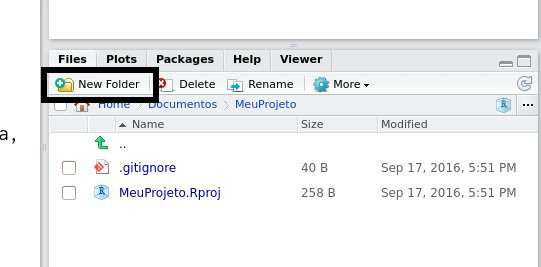 Files Plots Packages Help Viewer
New Folder Delete Rename More
Home Documentos MeuProjeto ...
a,
Name Size Modified
..
.gitignore 40 B Sep 17, 2016, 5:51 PM
MeuProjeto.Rproj 258 B Sep 17, 2016, 5:51 PM